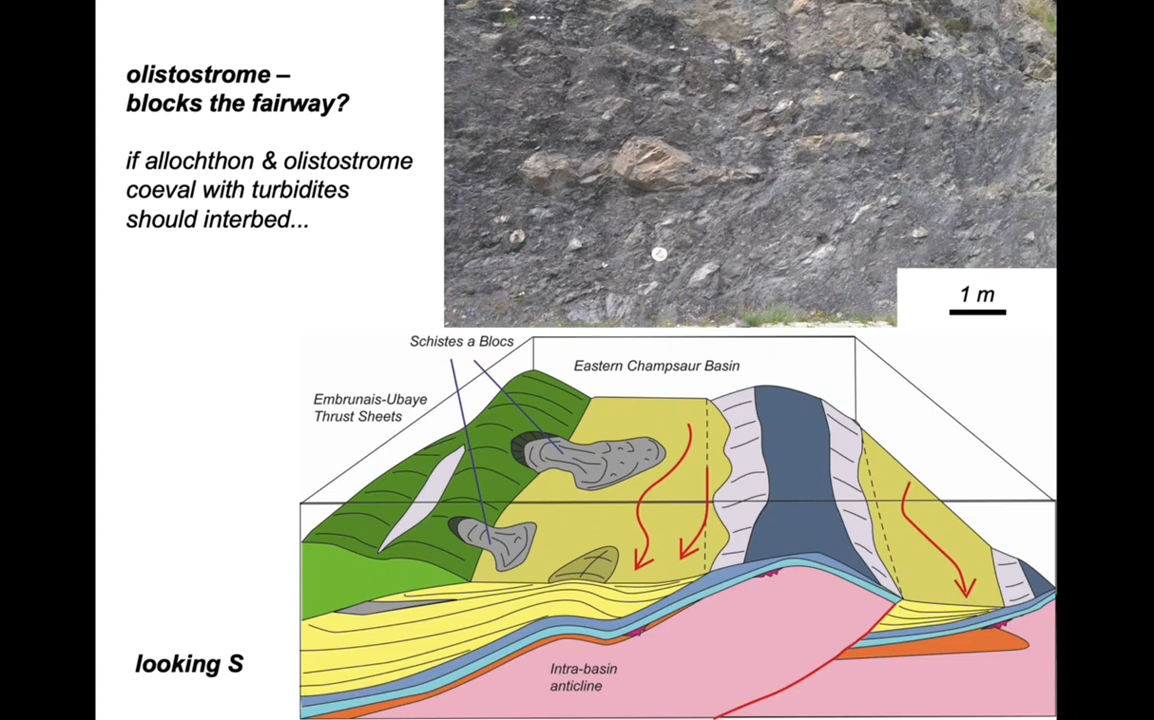 olistostrome –
blocks the fairway?
if allochthon & olistostrome
coeval with turbidites
should interbed...
1 m
Schistes a Blocs
Eastern Champsaur Basin
Embrunais-Ubaye
Thrust Sheets
looking S
Intra-basin
anticline